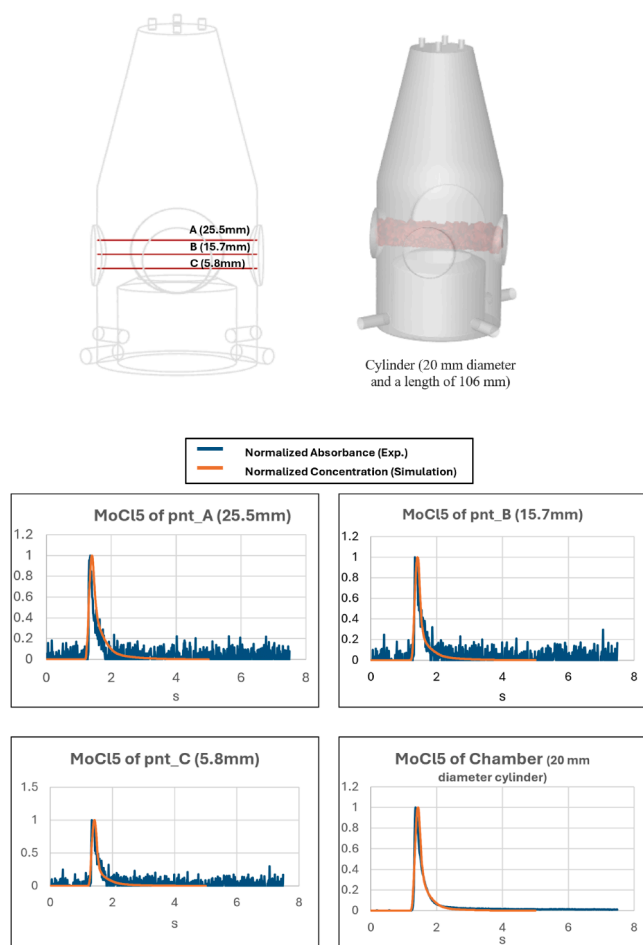 A (25.5mm)
B (15.7mm)
C (5.8mm)
Cylinder (20 mm diameter
and a length of 106 mm)
Normalized Absorbance (Exp.)
Normalized Concentration (Simulation)
MoCl5 of pnt_A (25.5mm)
1.2
1
0.8
0.6
0.4
0.2
0
0 2 4 6 8
s
MoCl5 of pnt_B (15.7mm)
1.2
1
0.8
0.6
0.4
0.2
0
0 2 4 6 8
s
MoCl5 of pnt_C (5.8mm)
1.5
1
0.5
0
0 2 4 6 8
s
MoCl5 of Chamber (20 mm
diameter cylinder)
1.2
1
0.8
0.6
0.4
0.2
0
0 2 4 6 8
s